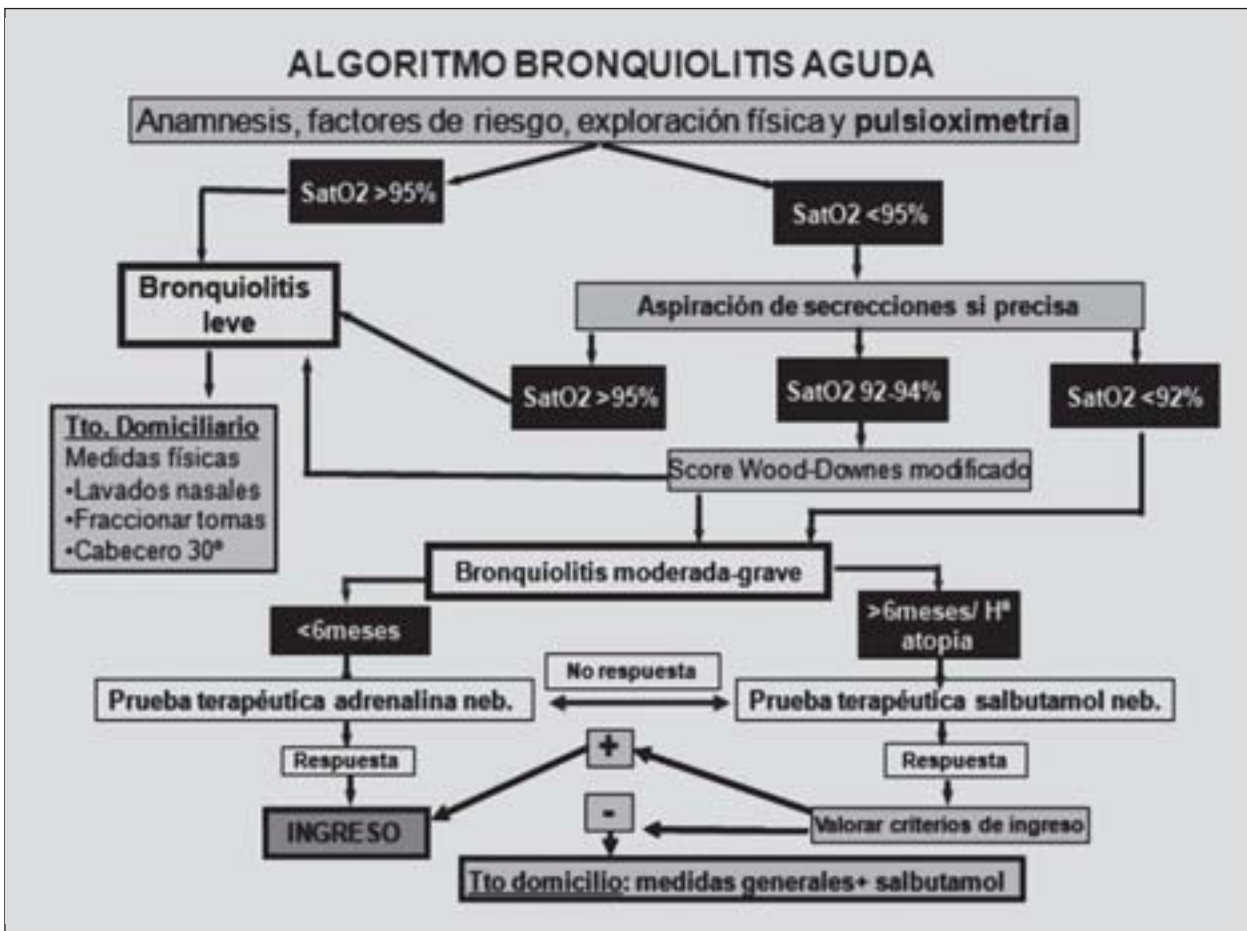 ALGORITMO BRONQUIOLITIS AGUDA
Anamnesis, factores de riesgo, exploración física y pulsioximetría
SatO2 >95%
SatO2 <95%
Bronquiolitis
leve
Aspiración de secrecciones si precisa
SatO2 >95%
SatO2 92-94%
SatO2 <92%
Tto. Domiciliario
Medidas físicas
•Lavados nasales
•Fraccionar tomas
•Cabecero 30º
Score Wood-Downes modificado
Bronquiolitis moderada-grave
<6meses
>6meses/ Hª
atopia
No respuesta
Prueba terapéutica adrenalina neb.
Prueba terapéutica salbutamol neb.
Respuesta
+
Respuesta
INGRESO
-
Valorar criterios de ingreso
Tto domicilio: medidas generales+ salbutamol